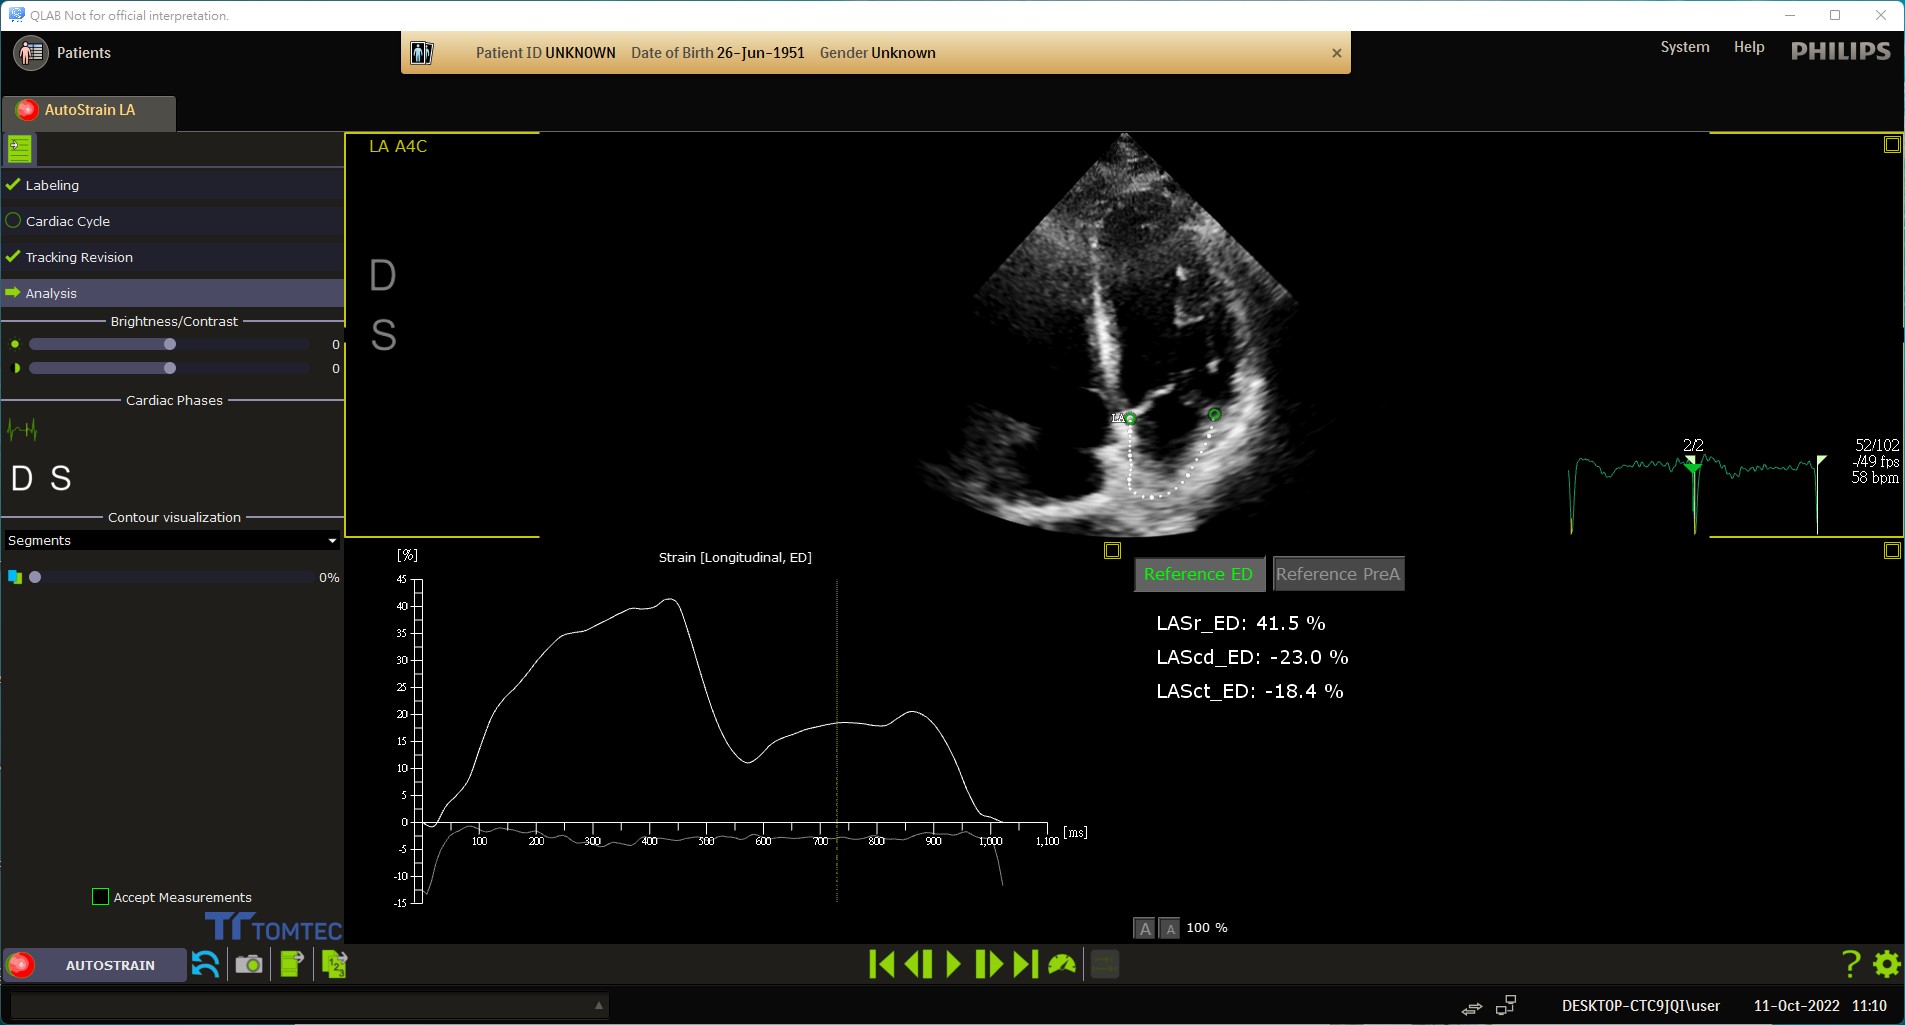 QLAB Not for official interpretation.
Patients
Patient ID UNKNOWN Date of Birth 26-Jun-1951 Gender Unknown
System Help PHILIPS
AutoStrain LA
Labeling
Cardiac Cycle
Tracking Revision
Analysis
Brightness/Contrast
0
0
Cardiac Phases
D S
Contour visualization
Segments
0%
Accept Measurements
TOMTEC
LA A4C
D
S
LA
2/2
52/102
-/49 fps
58 bpm
[%]
Strain [Longitudinal, ED]
45
40
35
30
25
20
15
10
5
0
-5
-10
-15
100 200 300 400 500 600 700 800 900 1,000 1,100 [ms]
Reference ED Reference PreA
LASr_ED: 41.5 %
LAScd_ED: -23.0 %
LASct_ED: -18.4 %
A A 100 %
AUTOSTRAIN
1 2 3
?
DESKTOP-CTC9JQI\user 11-Oct-2022 11:10